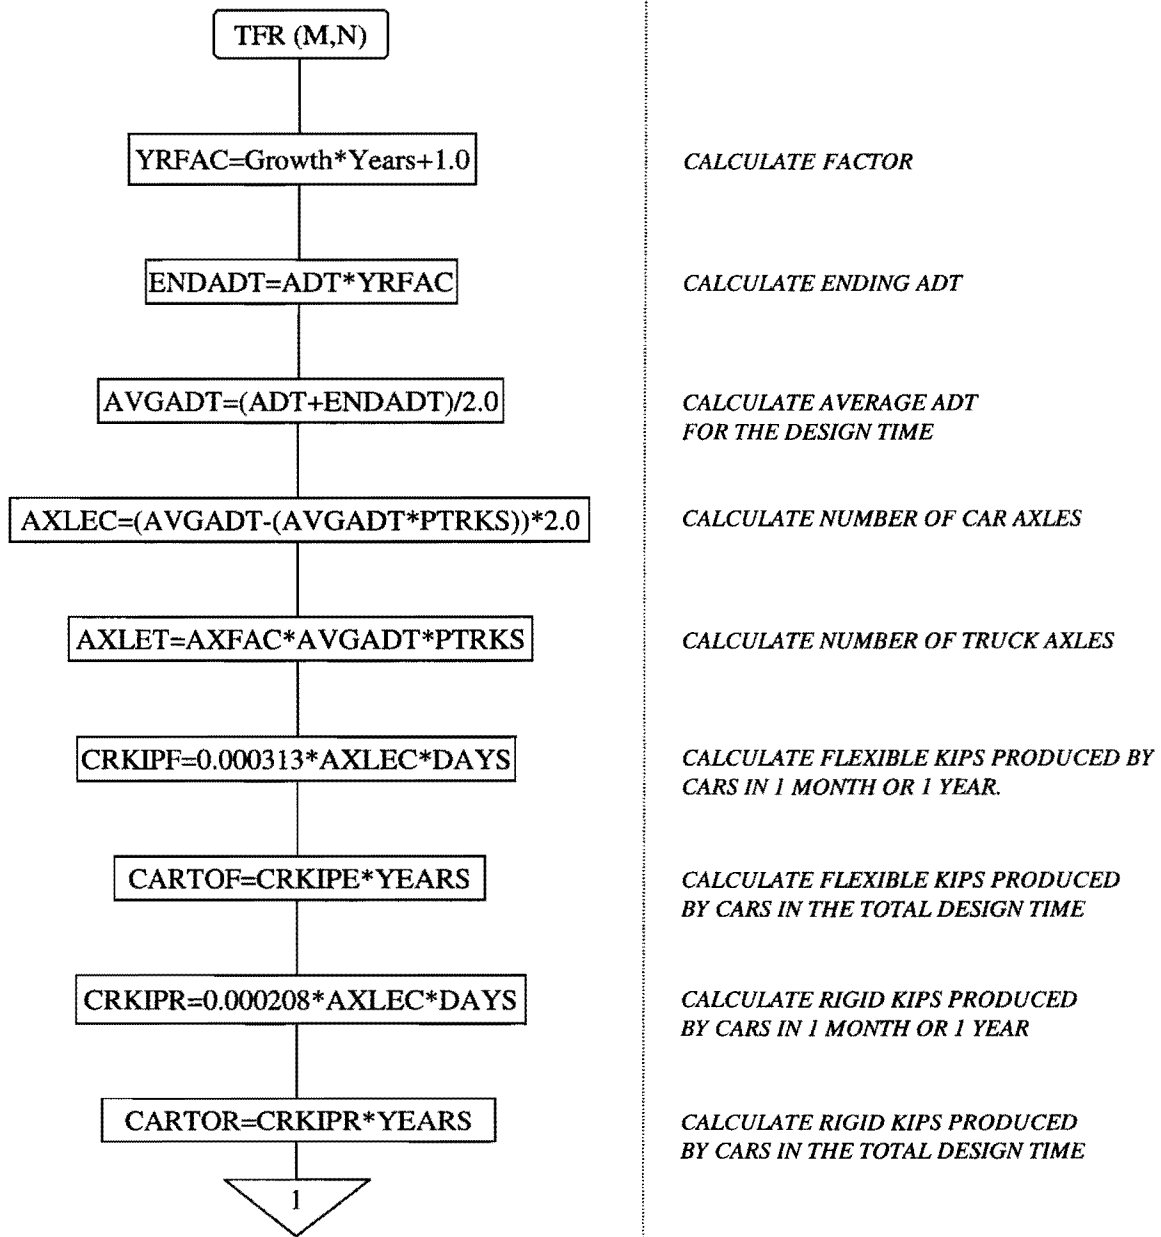 TFR (M,N)
YRFAC=Growth*Years+1.0
CALCULATE FACTOR
ENDADT=ADT*YRFAC
CALCULATE ENDING ADT
AVGADT=(ADT+ENDADT)/2.0
CALCULATE AVERAGE ADT
FOR THE DESIGN TIME
AXLEC=(AVGADT-(AVGADT*PTRKS))*2.0
CALCULATE NUMBER OF CAR AXLES
AXLET=AXFAC*AVGADT*PTRKS
CALCULATE NUMBER OF TRUCK AXLES
CRKIPF=0.000313*AXLEC*DAYS
CALCULATE FLEXIBLE KIPS PRODUCED BY
CARS IN 1 MONTH OR 1 YEAR.
CARTOF=CRKIPE*YEARS
CALCULATE FLEXIBLE KIPS PRODUCED
BY CARS IN THE TOTAL DESIGN TIME
CRKIPR=0.000208*AXLEC*DAYS
CALCULATE RIGID KIPS PRODUCED
BY CARS IN 1 MONTH OR 1 YEAR
CARTOR=CRKIPR*YEARS
CALCULATE RIGID KIPS PRODUCED
BY CARS IN THE TOTAL DESIGN TIME
1